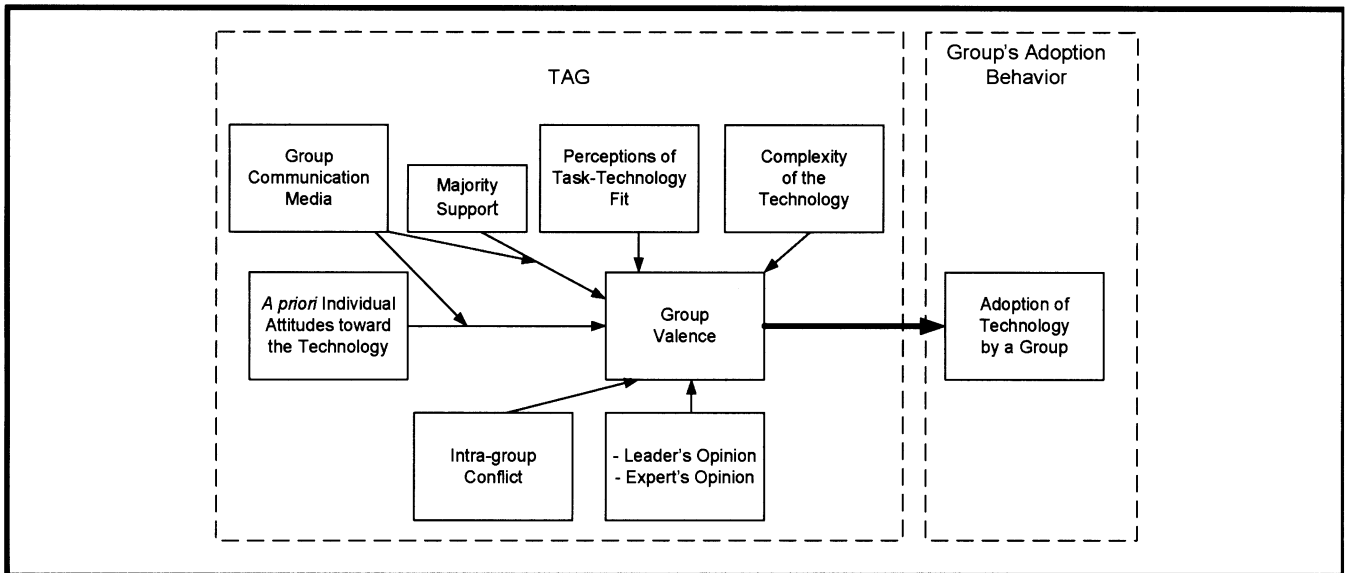 TAG
Group's Adoption
Behavior
Group
Communication
Media
Majority
Support
Perceptions of
Task-Technology
Fit
Complexity
of the
Technology
A priori Individual
Attitudes toward
the Technology
Group
Valence
Adoption of
Technology
by a Group
Intra-group
Conflict
- Leader's Opinion
- Expert's Opinion